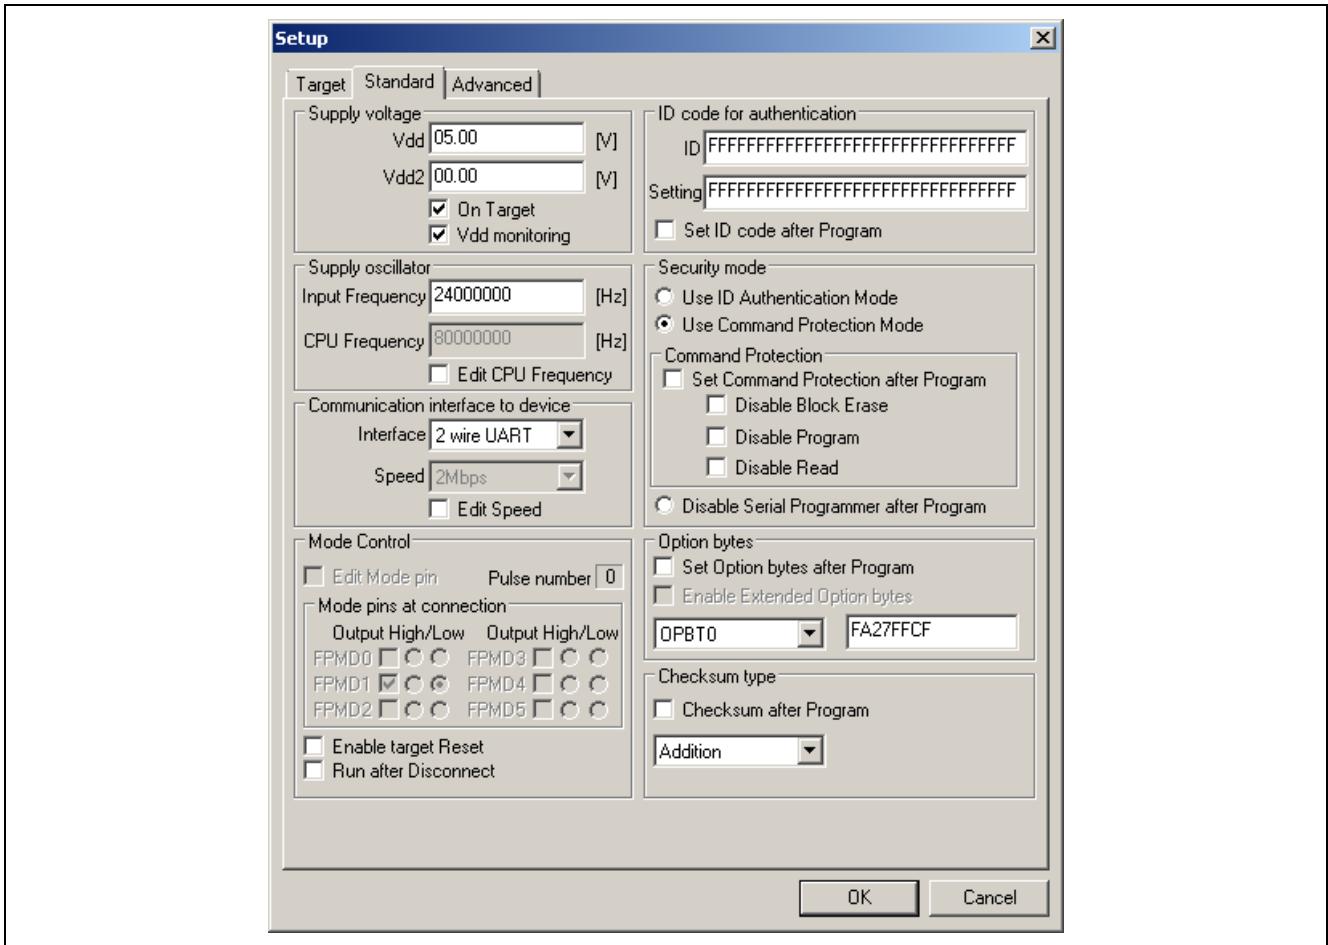 Setup
Target Standard Advanced
Supply voltage
Vdd 05.00 [V]
Vdd2 00.00 [V]
On Target
Vdd monitoring
Supply oscillator
Input Frequency 24000000 [Hz]
CPU Frequency 80000000 [Hz]
Edit CPU Frequency
Communication interface to device
Interface 2 wire UART
Speed 2Mbps
Edit Speed
Mode Control
Edit Mode pin Pulse number 0
Mode pins at connection
Output High/Low Output High/Low
FPMD0 FPMD3
FPMD1 FPMD4
FPMD2 FPMD5
Enable target Reset
Run after Disconnect
ID code for authentication
ID FFFFFFFFFFFFFFFFFFFFFFFFFFFFFFFF
Setting FFFFFFFFFFFFFFFFFFFFFFFFFFFFFFFF
Set ID code after Program
Security mode
Use ID Authentication Mode
Use Command Protection Mode
Command Protection
Set Command Protection after Program
Disable Block Erase
Disable Program
Disable Read
Disable Serial Programmer after Program
Option bytes
Set Option bytes after Program
Enable Extended Option bytes
OPBT0 FA27FFCF
Checksum type
Checksum after Program
Addition
OK Cancel